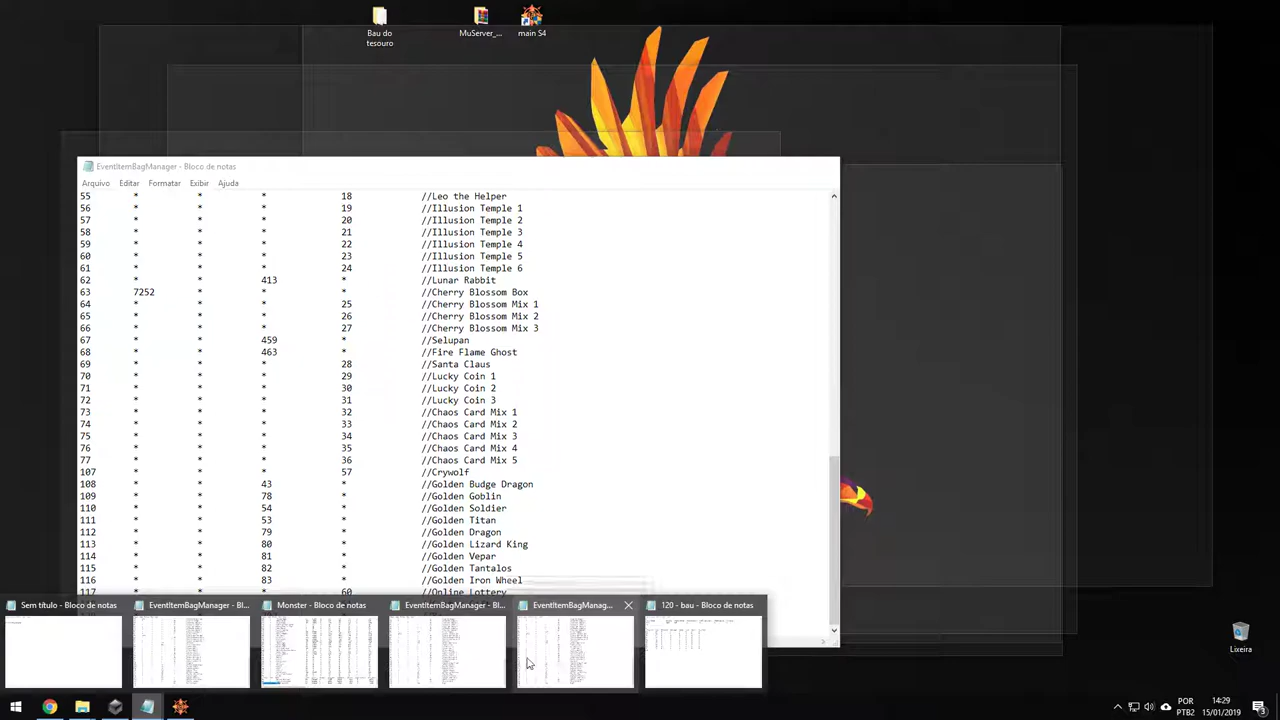 Bau do
tesouro
MuServer_...
main S4
EventItemBagManager - Bloco de notas
Arquivo Editar Formatar Exibir Ajuda
55 * * * 18 //Leo the Helper
56 * * * 19 //Illusion Temple 1
57 * * * 20 //Illusion Temple 2
58 * * * 21 //Illusion Temple 3
59 * * * 22 //Illusion Temple 4
60 * * * 23 //Illusion Temple 5
61 * * * 24 //Illusion Temple 6
62 * * 413 * //Lunar Rabbit
63 7252 * * * //Cherry Blossom Box
64 * * * 25 //Cherry Blossom Mix 1
65 * * * 26 //Cherry Blossom Mix 2
66 * * * 27 //Cherry Blossom Mix 3
67 * * 459 * //Selupan
68 * * 463 * //Fire Flame Ghost
69 * * * 28 //Santa Claus
70 * * * 29 //Lucky Coin 1
71 * * * 30 //Lucky Coin 2
72 * * * 31 //Lucky Coin 3
73 * * * 32 //Chaos Card Mix 1
74 * * * 33 //Chaos Card Mix 2
75 * * * 34 //Chaos Card Mix 3
76 * * * 35 //Chaos Card Mix 4
77 * * * 36 //Chaos Card Mix 5
107 * * * 57 //Crywolf
108 * * 43 * //Golden Budge Dragon
109 * * 78 * //Golden Goblin
110 * * 54 * //Golden Soldier
111 * * 53 * //Golden Titan
112 * * 79 * //Golden Dragon
113 * * 80 * //Golden Lizard King
114 * * 81 * //Golden Vepar
115 * * 82 * //Golden Tantalos
116 * * 83 * //Golden Iron Wheel
117 * * * 60 //Online Lottery
Sem título - Bloco de notas
EventItemBagManager - Bl...
Monster - Bloco de notas
EventItemBagManager - Bl...
EventItemBagManag...
120 - bau - Bloco de notas
Lixeira
POR
PTB2
14:29
15/01/2019
3